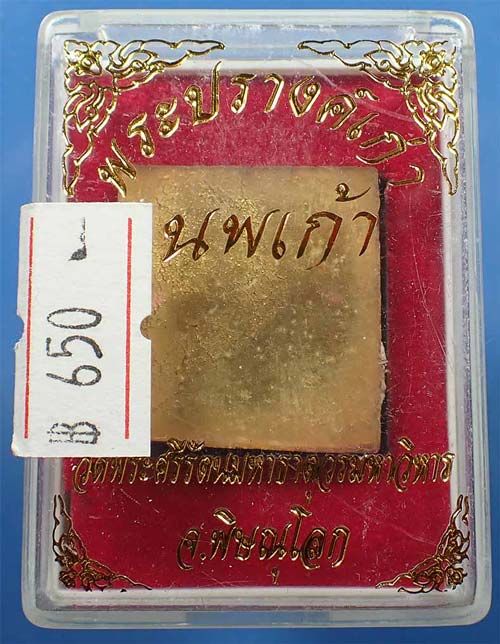 พระปรางค์เก่า
นพเก้า
฿ 650
วัดพระศรีรัตนมหาธาตุวรมหาวิหาร
จ.พิษณุโลก